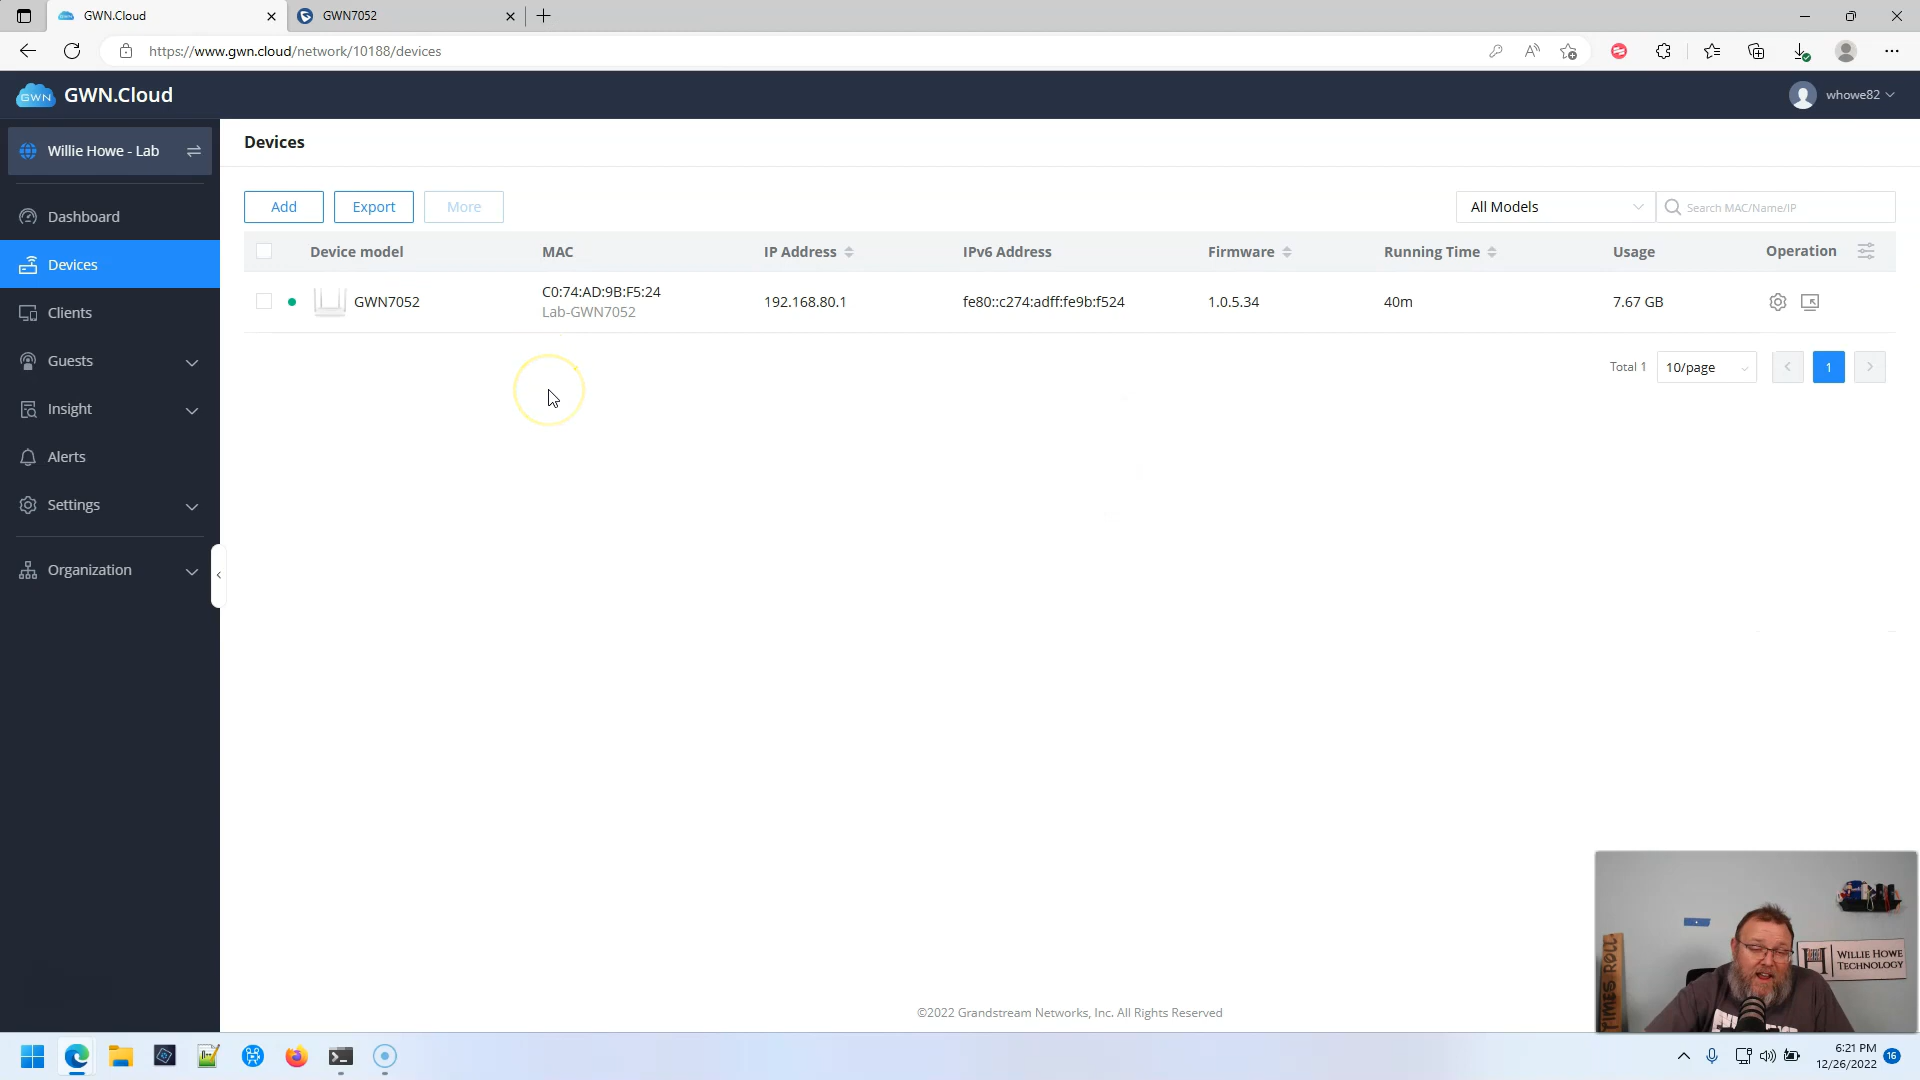 GWN.Cloud
GWN7052
https://www.gwn.cloud/network/10188/devices
GWN
GWN.Cloud
whowe82
Willie Howe - Lab
Devices
Dashboard
Devices
Clients
Guests
Insight
Alerts
Settings
Organization
Add
Export
More
All Models
Search MAC/Name/IP
Device model
MAC
IP Address
IPv6 Address
Firmware
Running Time
Usage
Operation
GWN7052
C0:74:AD:9B:F5:24
Lab-GWN7052
192.168.80.1
fe80::c274:adff:fe9b:f524
1.0.5.34
40m
7.67 GB
Total 1
10/page
1
©2022 Grandstream Networks, Inc. All Rights Reserved
TIMES ROLL
WILLIE HOWE
TECHNOLOGY
6:21 PM
12/26/2022
16